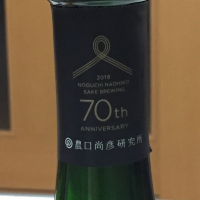 2018
NOGUCHI NAOHIKO
SAKE BREWING
70th
ANNIVERSARY
農口尚彦研究所